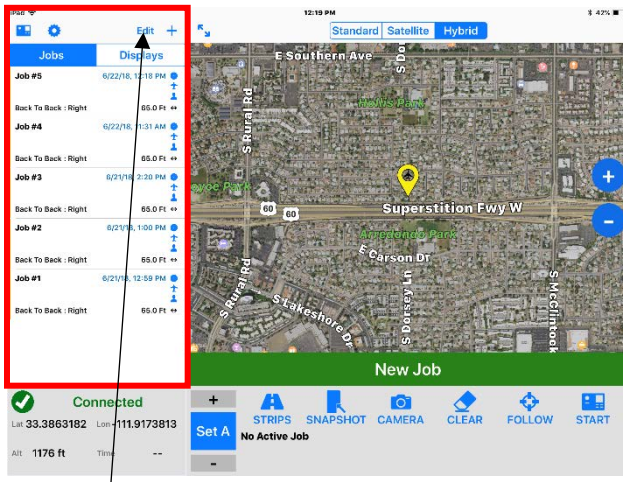 iPad
12:19 PM
42%
Edit +
Standard Satellite Hybrid
Jobs Displays
Job #5 6/22/18, 12:18 PM
Back To Back : Right 65.0 Ft
Job #4 6/22/18, 11:31 AM
Back To Back : Right 65.0 Ft
Job #3 6/21/18, 2:20 PM
Back To Back : Right 65.0 Ft
Job #2 6/21/18, 1:00 PM
Back To Back : Right 65.0 Ft
Job #1 6/21/18, 12:59 PM
Back To Back : Right 65.0 Ft
E Southern Ave
S Dor
Hollis Park
S Rural Rd
oyce Park
60
60
Superstition Fwy W
Arredondo Park
E Carson Dr
S Rural Rd
S Lakeshore Dr
S Dorsey Ln
S McClintock
+
-
New Job
Connected
Lat 33.3863182 Lon -111.9173813
Alt 1176 ft Time --
+
Set A
-
STRIPS SNAPSHOT CAMERA CLEAR FOLLOW START
No Active Job